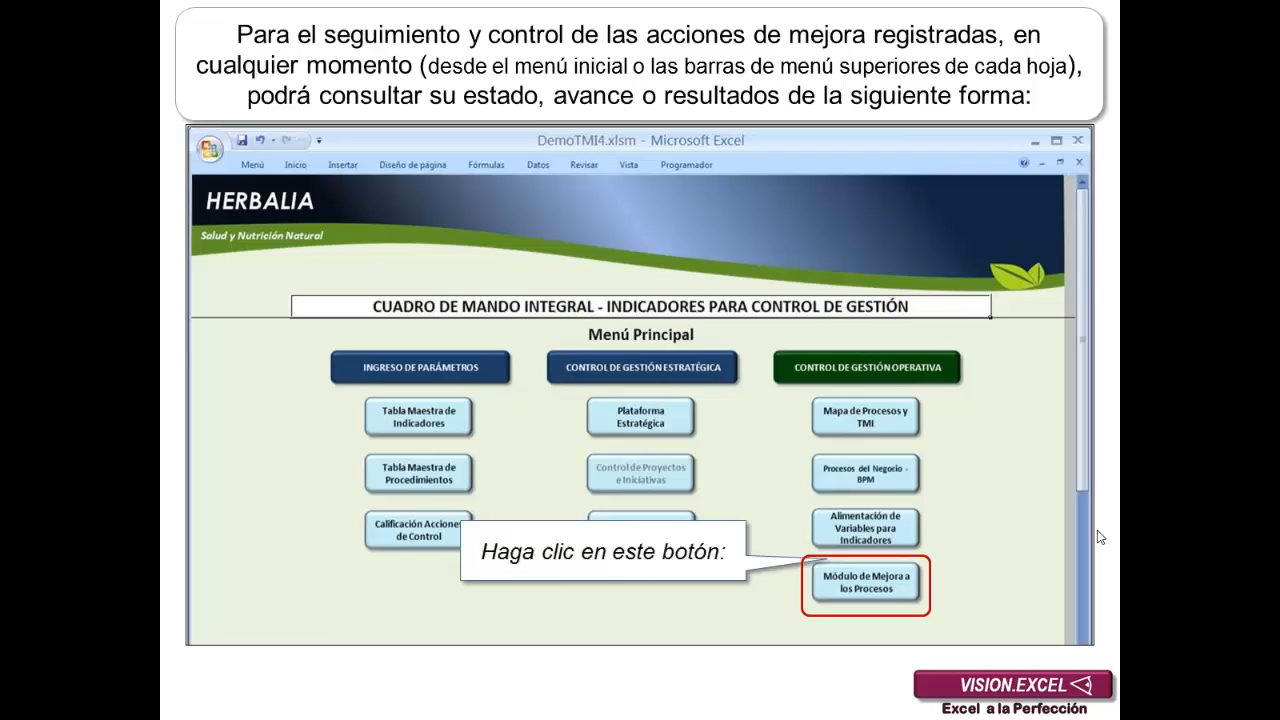 Para el seguimiento y control de las acciones de mejora registradas, en
cualquier momento (desde el menú inicial o las barras de menú superiores de cada hoja),
podrá consultar su estado, avance o resultados de la siguiente forma:
DemoTMI4.xlsm - Microsoft Excel
Menú Inicio Insertar Diseño de página Fórmulas Datos Revisar Vista Programador
HERBALIA
Salud y Nutrición Natural
CUADRO DE MANDO INTEGRAL - INDICADORES PARA CONTROL DE GESTIÓN
Menú Principal
INGRESO DE PARÁMETROS
CONTROL DE GESTIÓN ESTRATÉGICA
CONTROL DE GESTIÓN OPERATIVA
Tabla Maestra de
Indicadores
Plataforma
Estratégica
Mapa de Procesos y
TMI
Tabla Maestra de
Procedimientos
Control de Proyectos
e Iniciativas
Procesos del Negocio -
BPM
Calificación Accione
de Control
Alimentación de
Variables para
Indicadores
Haga clic en este botón:
Módulo de Mejora a
los Procesos
VISION.EXCEL
Excel a la Perfección